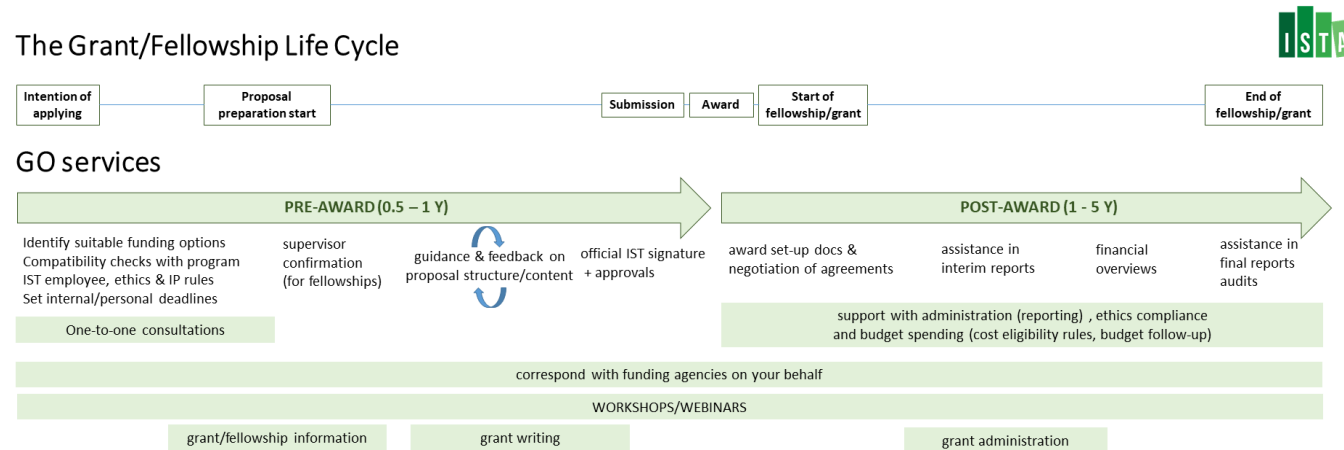 The Grant/Fellowship Life Cycle
ISTA
Intention of
applying
Proposal
preparation start
Submission
Award
Start of
fellowship/grant
End of
fellowship/grant
GO services
PRE-AWARD (0.5 – 1 Y)
POST-AWARD (1 - 5 Y)
Identify suitable funding options
Compatibility checks with program
IST employee, ethics & IP rules
Set internal/personal deadlines
supervisor
confirmation
(for fellowships)
guidance & feedback on
proposal structure/content
official IST signature
+ approvals
award set-up docs &
negotiation of agreements
assistance in
interim reports
financial
overviews
assistance in
final reports
audits
One-to-one consultations
support with administration (reporting) , ethics compliance
and budget spending (cost eligibility rules, budget follow-up)
correspond with funding agencies on your behalf
WORKSHOPS/WEBINARS
grant/fellowship information
grant writing
grant administration